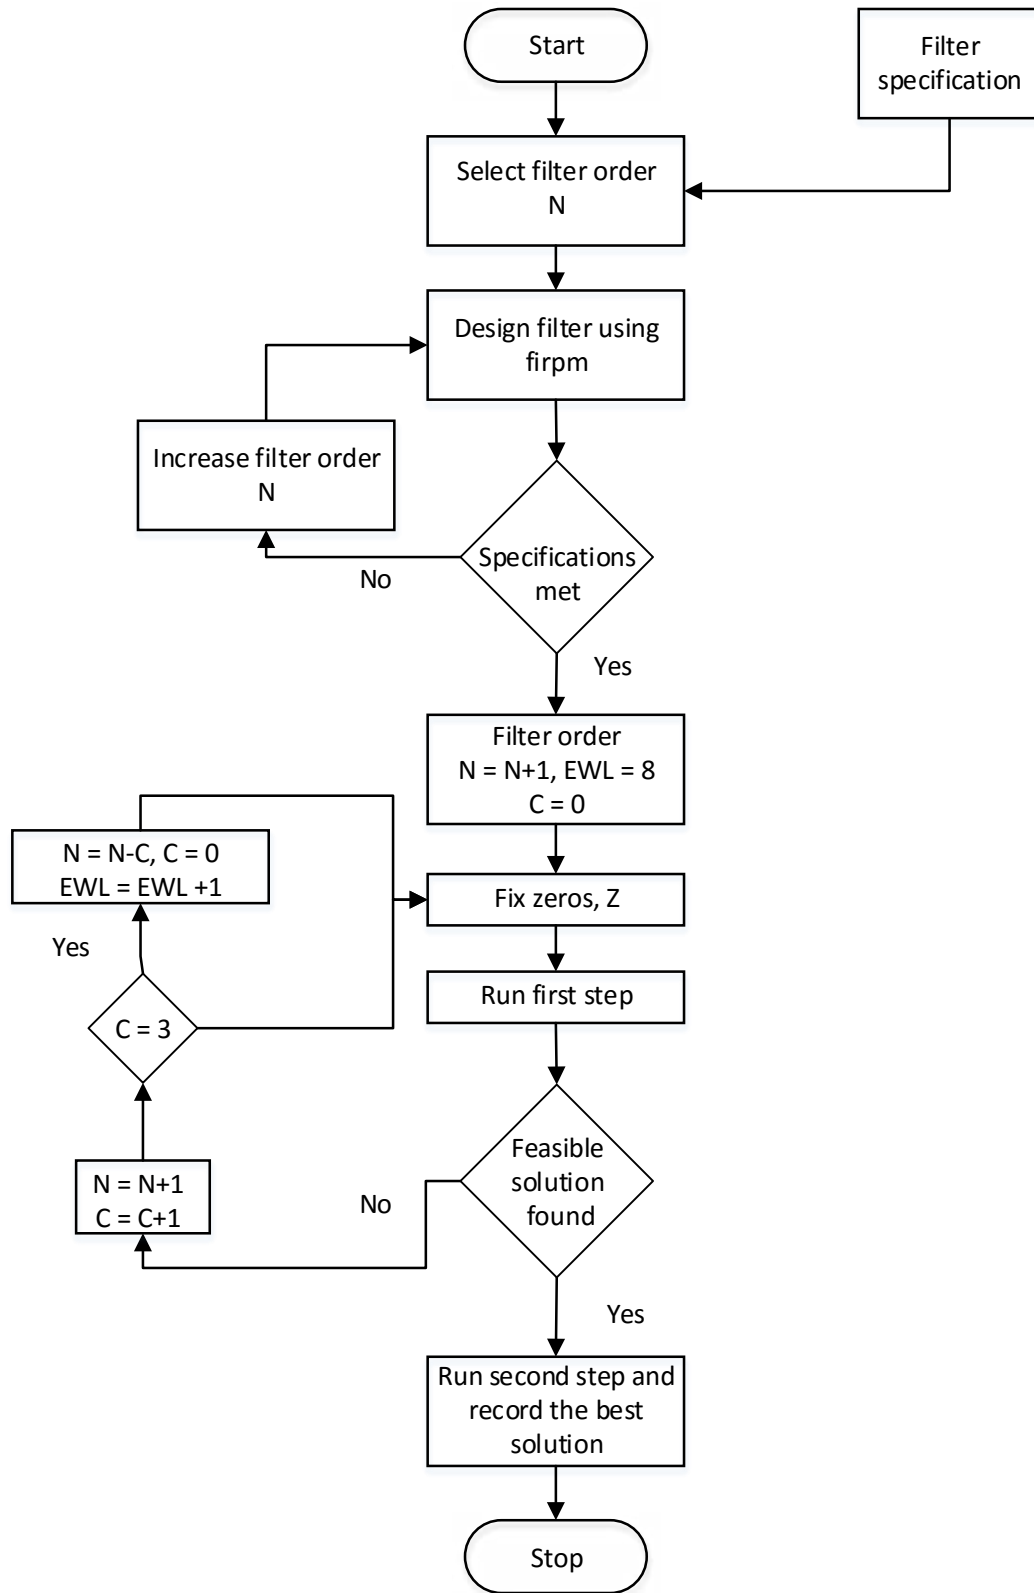 Start
Filter
specification
Select filter order
N
Design filter using
firpm
Increase filter order
N
Specifications
met
No
Yes
Filter order
N = N+1, EWL = 8
C = 0
N = N-C, C = 0
EWL = EWL +1
Fix zeros, Z
Yes
Run first step
C = 3
Feasible
solution
found
N = N+1
C = C+1
No
Yes
Run second step and
record the best
solution
Stop